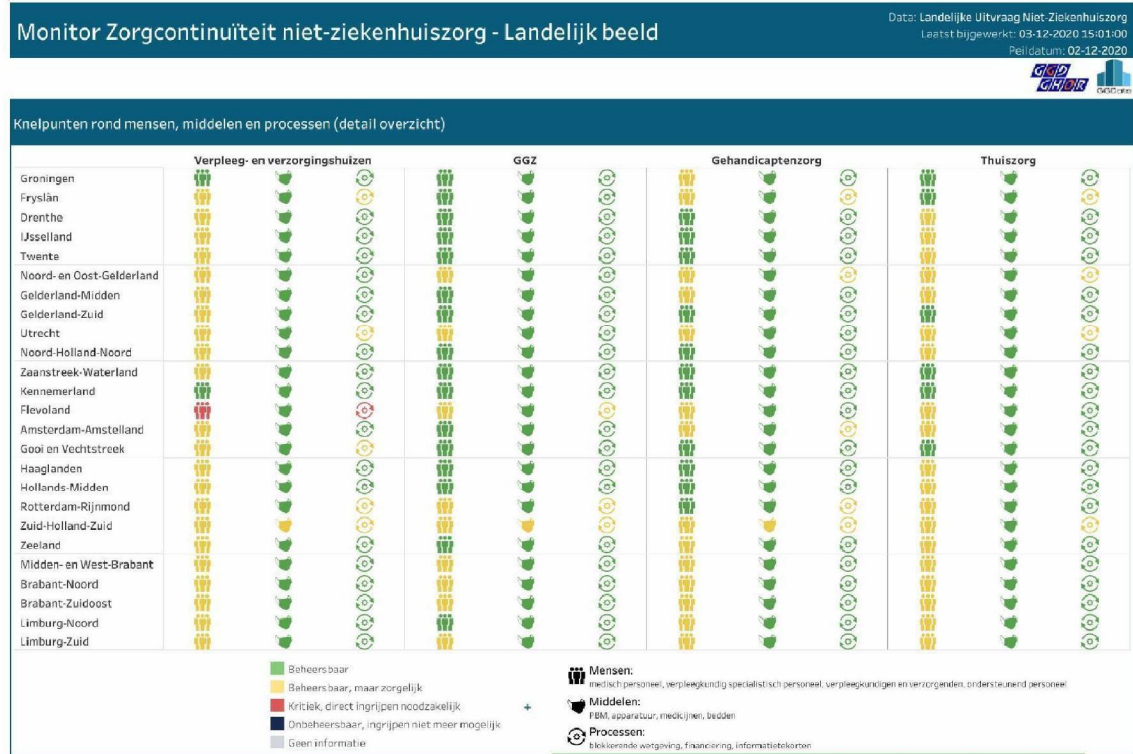 Monitor Zorgcontinuïteit niet-ziekenhuiszorg - Landelijk beeld
Data: Landelijke Uitvraag Niet-Ziekenhuiszorg
Laatst bijgewerkt: 03-12-2020 15:01:00
Peildatum: 02-12-2020
GGD
GHOR
GGData
Knelpunten rond mensen, middelen en processen (detail overzicht)
Verpleeg- en verzorgingshuizen GGZ Gehandicaptenzorg Thuiszorg
Groningen
Fryslân
Drenthe
IJsselland
Twente
Noord- en Oost-Gelderland
Gelderland-Midden
Gelderland-Zuid
Utrecht
Noord-Holland-Noord
Zaanstreek-Waterland
Kennemerland
Flevoland
Amsterdam-Amstelland
Gooi en Vechtstreek
Haaglanden
Hollands-Midden
Rotterdam-Rijnmond
Zuid-Holland-Zuid
Zeeland
Midden- en West-Brabant
Brabant-Noord
Brabant-Zuidoost
Limburg-Noord
Limburg-Zuid
Beheersbaar
Beheersbaar, maar zorgelijk
Kritiek, direct ingrijpen noodzakelijk
Onbeheersbaar, ingrijpen niet meer mogelijk
Geen informatie
+
Mensen:
medisch personeel, verpleegkundig specialistisch personeel, verpleegkundigen en verzorgenden, ondersteunend personeel
Middelen:
PBM, apparatuur, medicijnen, bedden
Processen:
blokkerende wetgeving, financiering, informatietekorten